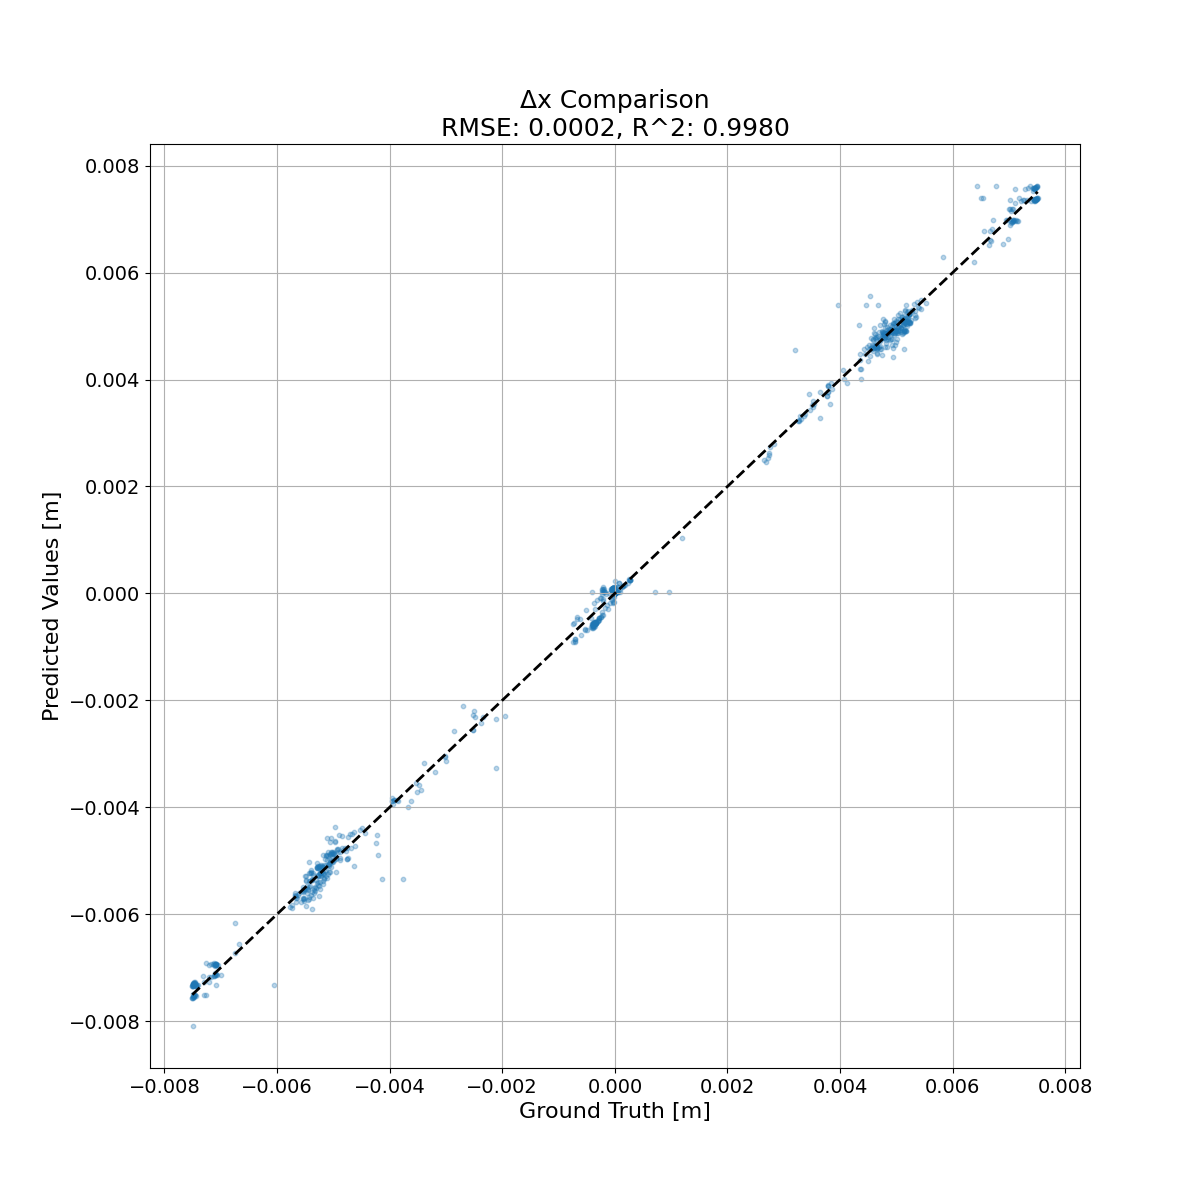 Δx Comparison
RMSE: 0.0002, R^2: 0.9980
0.008
0.006
0.004
0.002
0.000
−0.002
−0.004
−0.006
−0.008
Predicted Values [m]
−0.008 −0.006 −0.004 −0.002 0.000 0.002 0.004 0.006 0.008
Ground Truth [m]